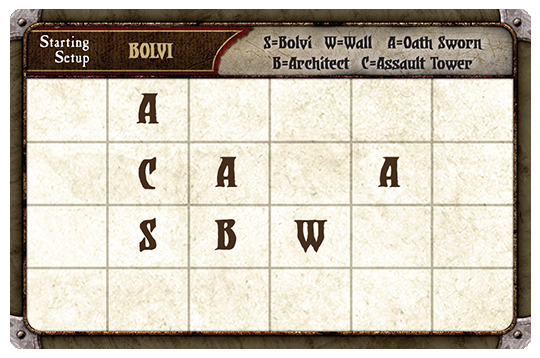 Starting
Setup
BOLVI
S=Bolvi W=Wall A=Oath Sworn
B=Architect C=Assault Tower
A
C A A
S B W